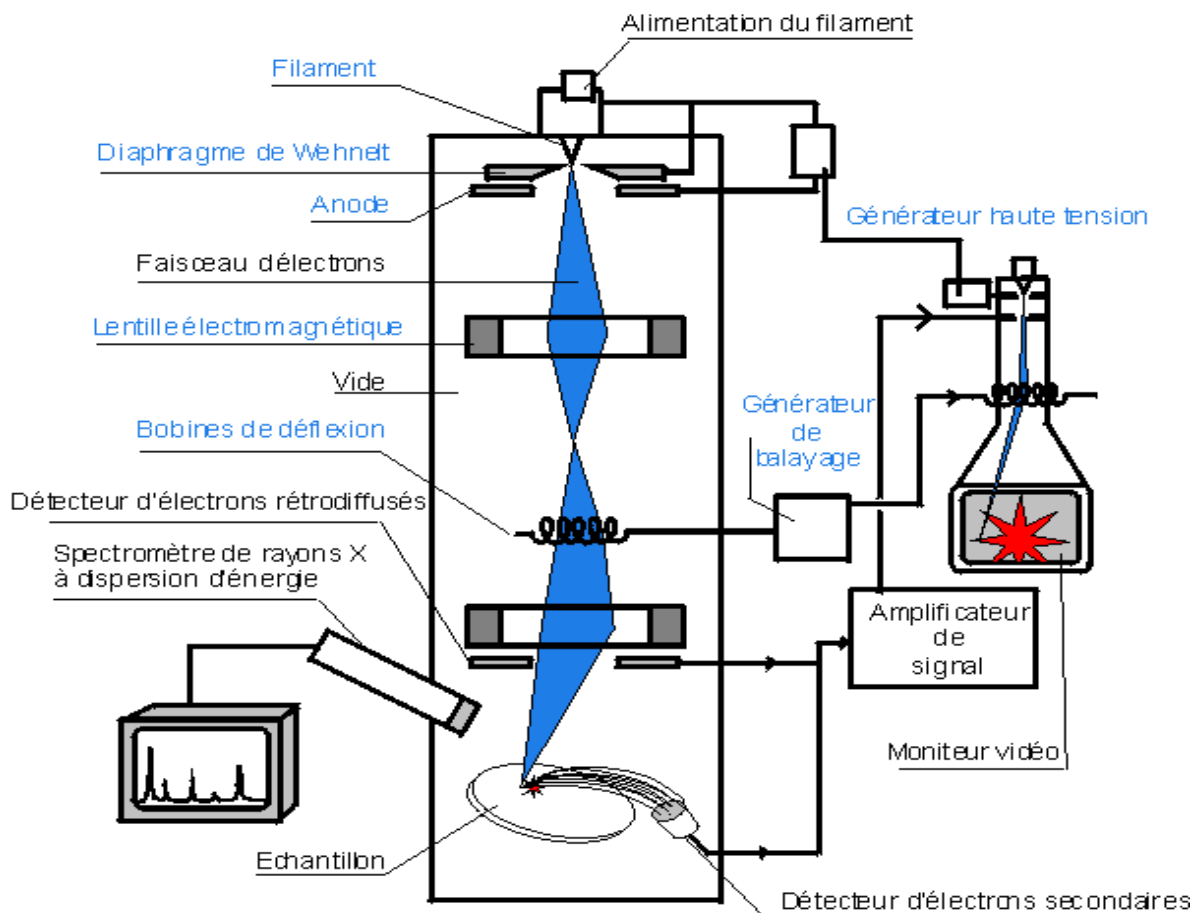 Alimentation du filament
Filament
Diaphragme de Wehnelt
Anode
Générateur haute tension
Faisceau délectrons
Lentille électromagnétique
Vide
Générateur
de
balayage
Bobines de défléxion
Détecteur d'électrons rétrodiffusés
Spectromètre de rayons X
à dispersion d'énergie
Amplificateur
de
signal
Moniteur vidéo
Echantillon
Détecteur d'électrons secondaires